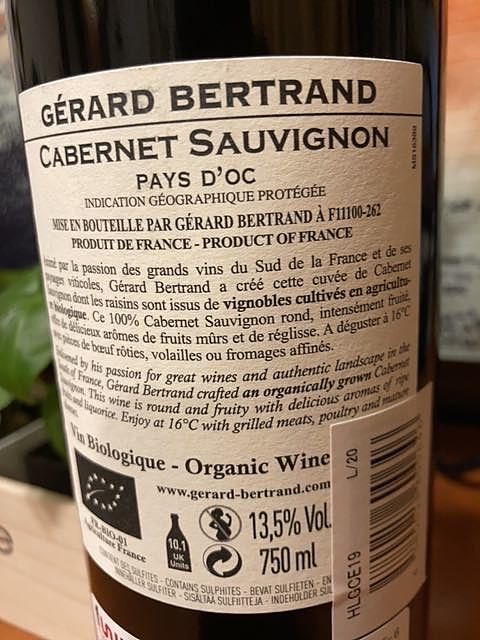 GÉRARD BERTRAND
CABERNET SAUVIGNON
PAYS D'OC
INDICATION GÉOGRAPHIQUE PROTÉGÉE
MISE EN BOUTEILLE PAR GÉRARD BERTRAND À F11100-262
PRODUIT DE FRANCE - PRODUCT OF FRANCE
par la passion des grands vins du Sud de la France et de ses
viticoles, Gérard Bertrand a créé cette cuvée de Cabernet
dont les raisins sont issus de vignobles cultivés en agricultu-
biologique. Ce 100% Cabernet Sauvignon rond, intensément fruité,
de délicieux arômes de fruits mûrs et de réglisse. A déguster à 16°C
pièces de bœuf rôties, volailles ou fromages affinés.
by his passion for great wines and authentic landscape in the
of France, Gérard Bertrand crafted an organically grown Cabernet
This wine is round and fruity with delicious aromas of ripe
and liquorice. Enjoy at 16°C with grilled meats, poultry and mature
Vin Biologique - Organic Wine
www.gerard-bertrand.com
FR-BIO-01
Agriculture France
10.1
UK
Units
13,5% Vol.
750 ml
CONTIENT DES SULFITES - CONTAINS SULPHITES - BEVAT SULFIETEN - EN
INNEHÅLLER SULFITER - SISÄLTÄÄ SULFIITTEJA - INDEHOLDER
HLGCE19 L/20